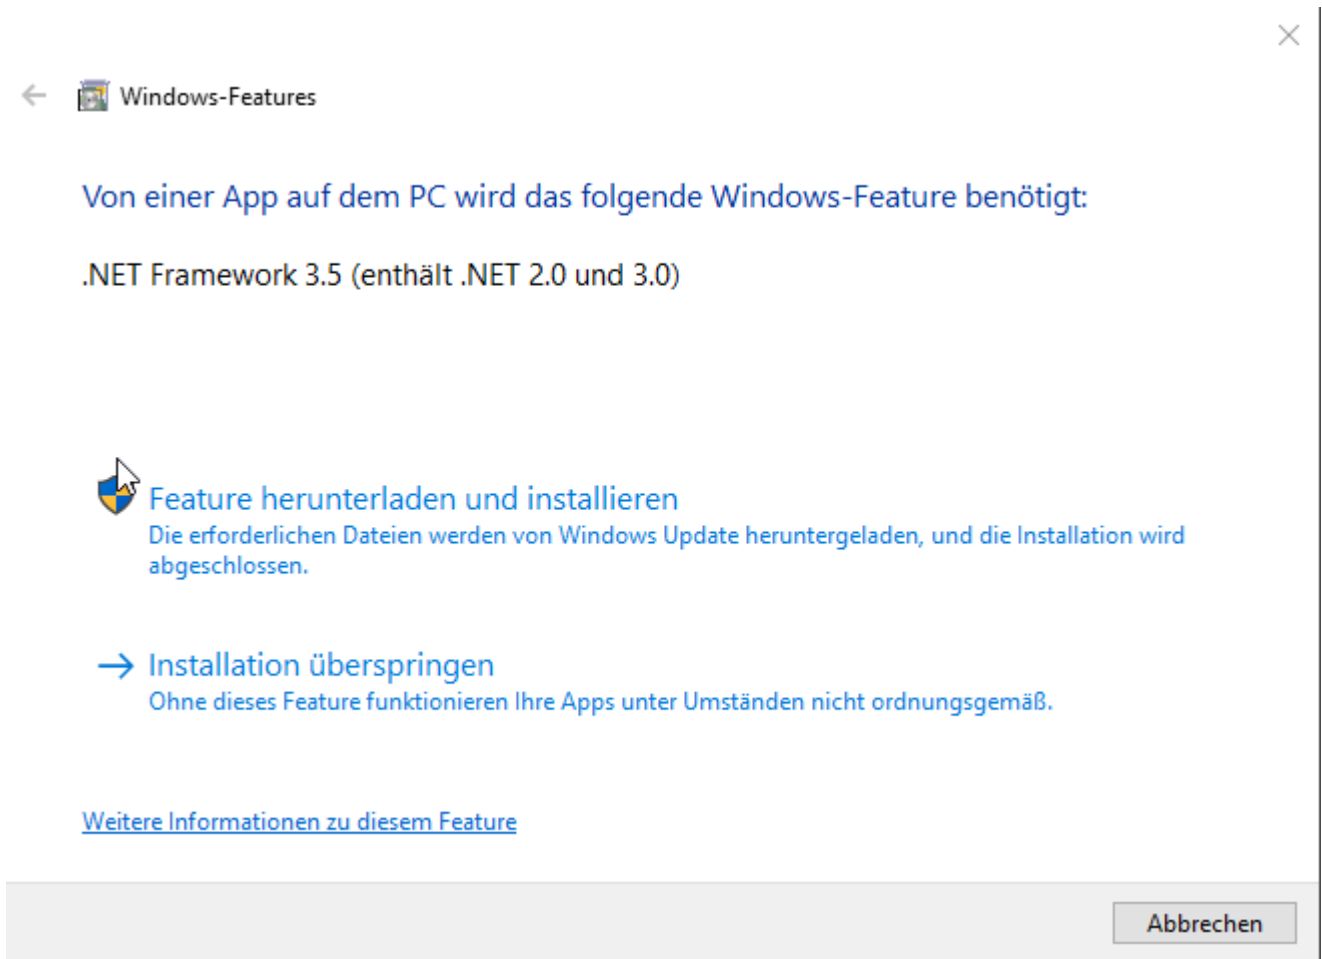 Windows-Features
Von einer App auf dem PC wird das folgende Windows-Feature benötigt:
.NET Framework 3.5 (enthält .NET 2.0 und 3.0)
Feature herunterladen und installieren
Die erforderlichen Dateien werden von Windows Update heruntergeladen, und die Installation wird
abgeschlossen.
Installation überspringen
Ohne dieses Feature funktionieren Ihre Apps unter Umständen nicht ordnungsgemäß.
Weitere Informationen zu diesem Feature
Abbrechen